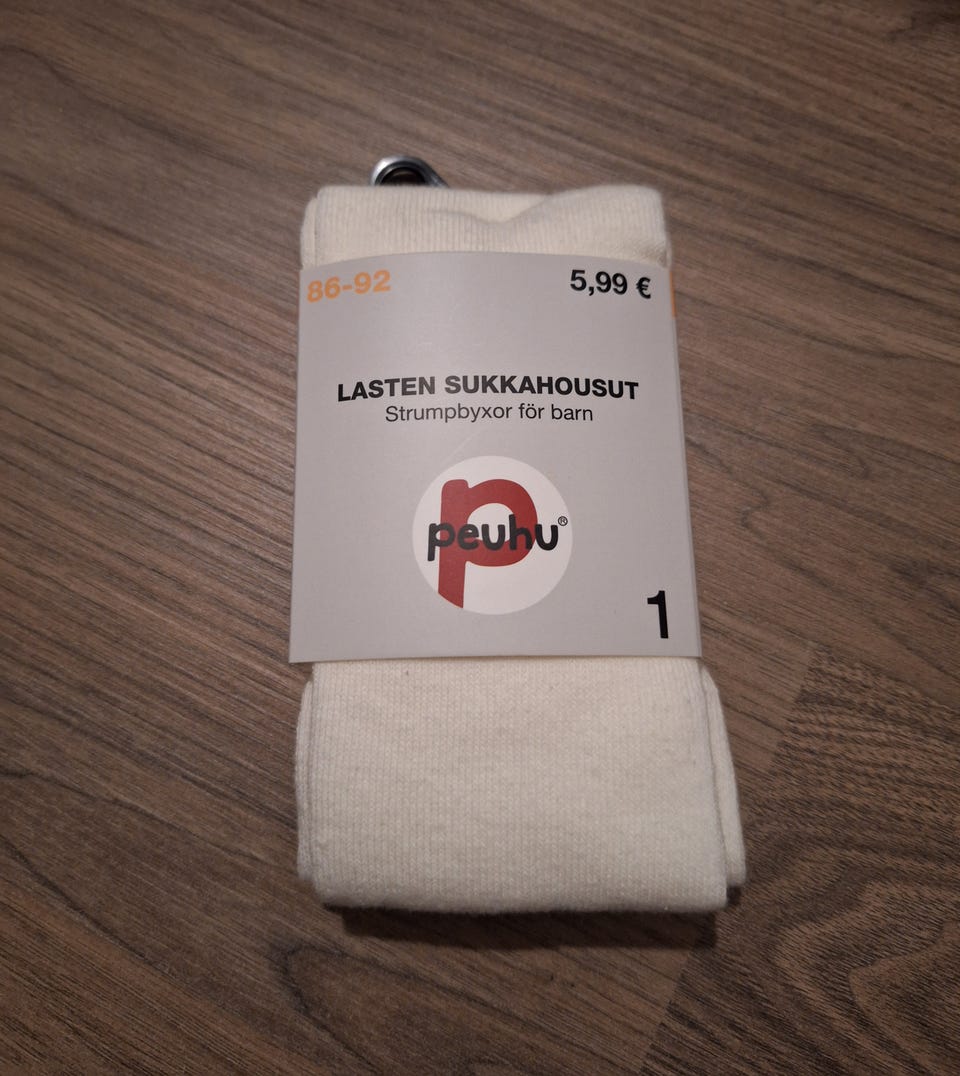 86-92
5,99 €
LASTEN SUKKAHOUSUT
Strumpbyxor för barn
peuhu®
1